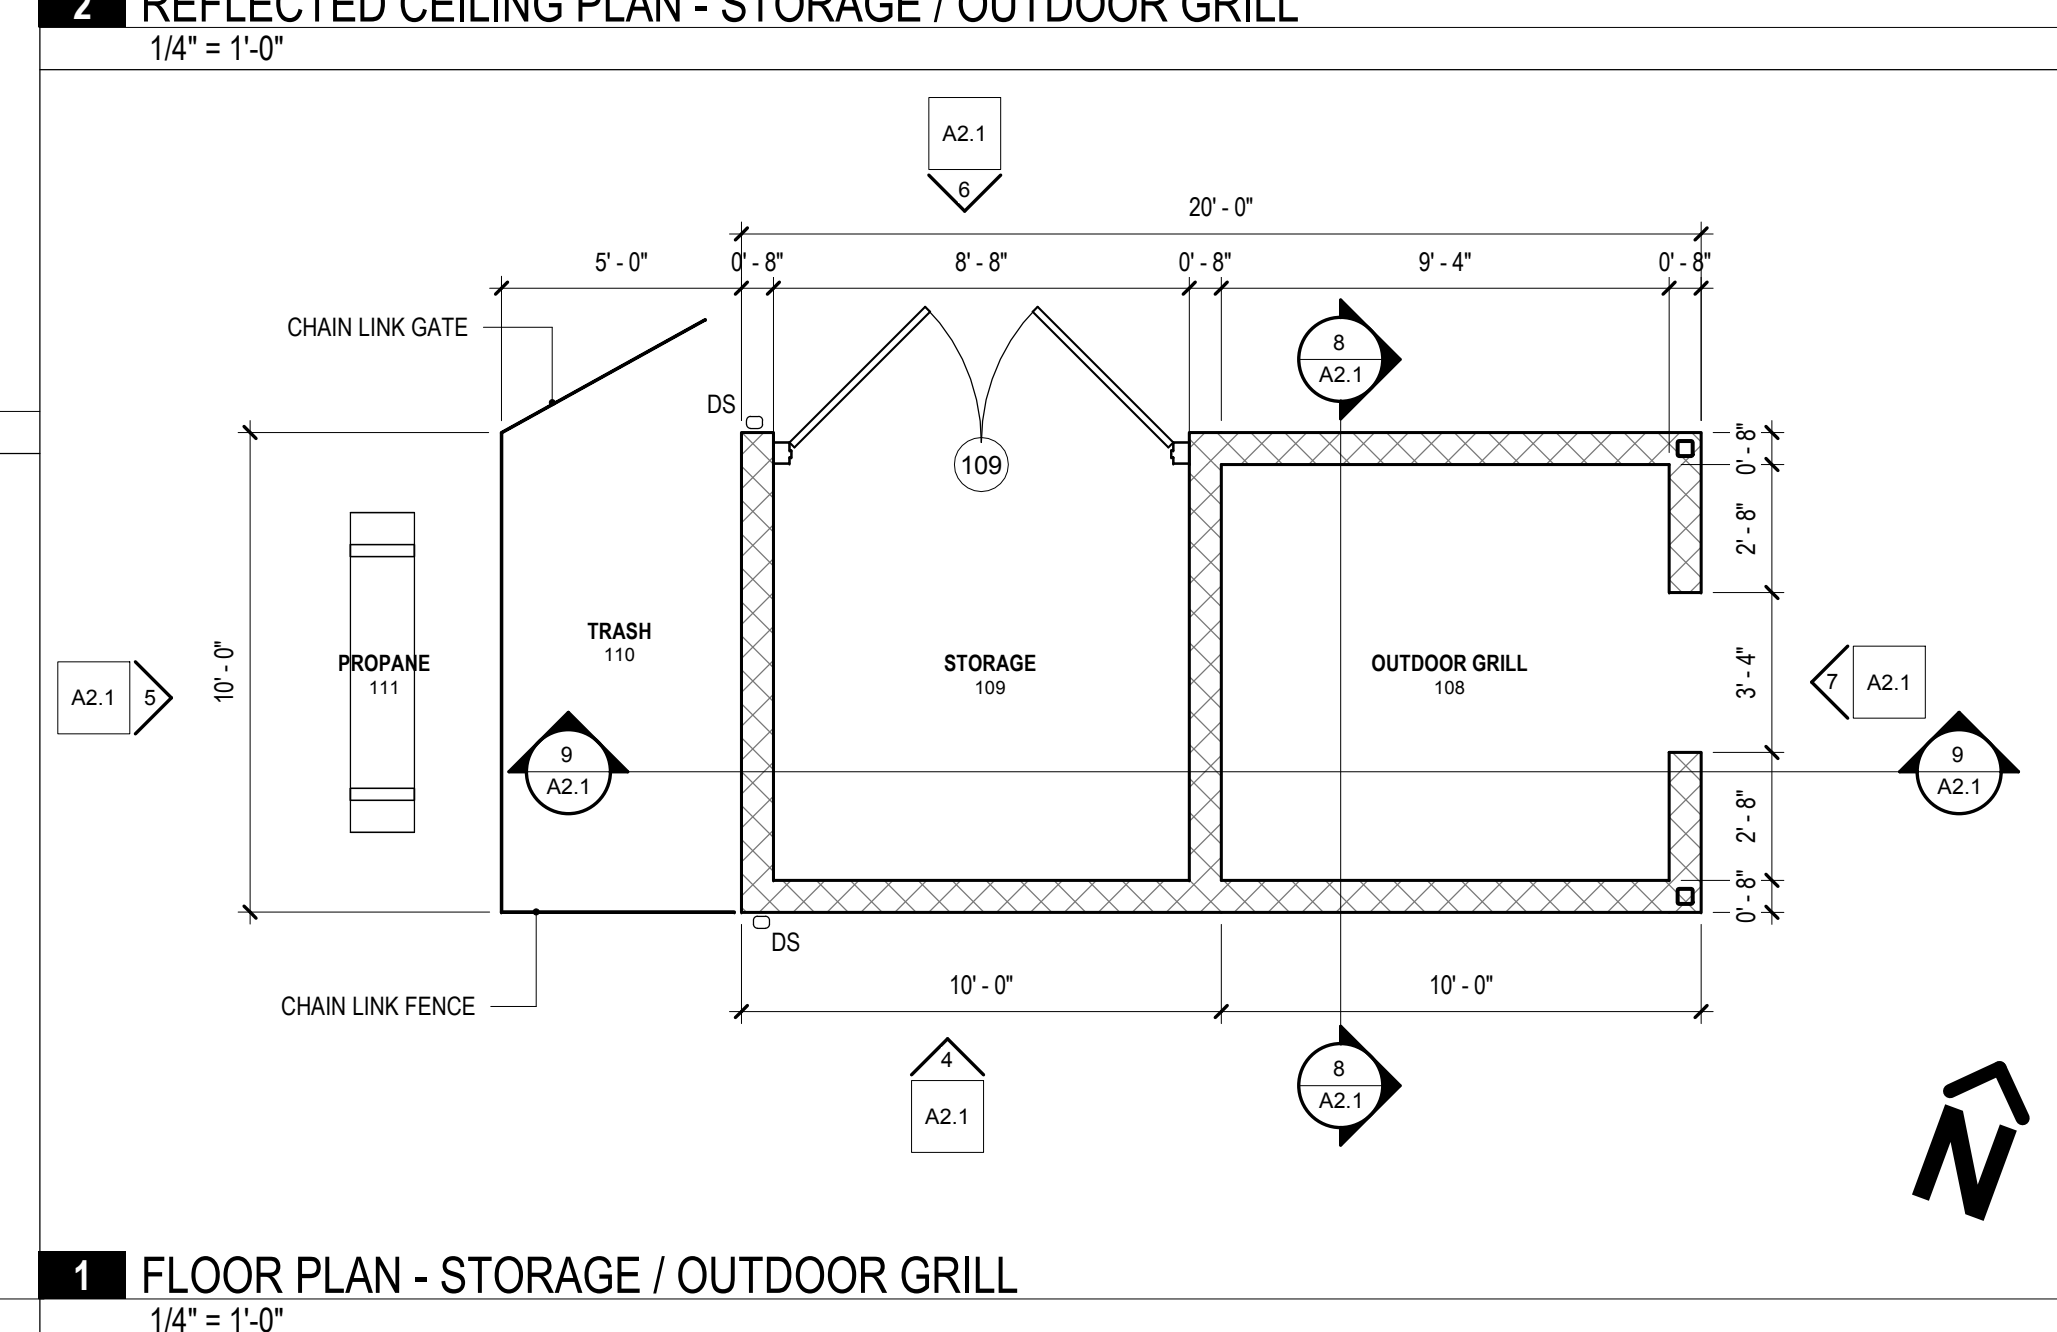 2 REFLECTED CEILING PLAN - STORAGE / OUTDOOR GRILL
1/4" = 1'-0"
A2.1
6
20' - 0"
5' - 0" 0' - 8" 8' - 8" 0' - 8" 9' - 4" 0' - 8"
CHAIN LINK GATE
8
A2.1
DS
109
0' - 8"
2' - 8"
TRASH
110
PROPANE
111
STORAGE
109
OUTDOOR GRILL
108
10' - 0"
3' - 4"
A2.1 5
7 A2.1
9
A2.1
9
A2.1
2' - 8"
0' - 8"
DS
10' - 0" 10' - 0"
CHAIN LINK FENCE
4
A2.1
8
A2.1
N
1 FLOOR PLAN - STORAGE / OUTDOOR GRILL
1/4" = 1'-0"